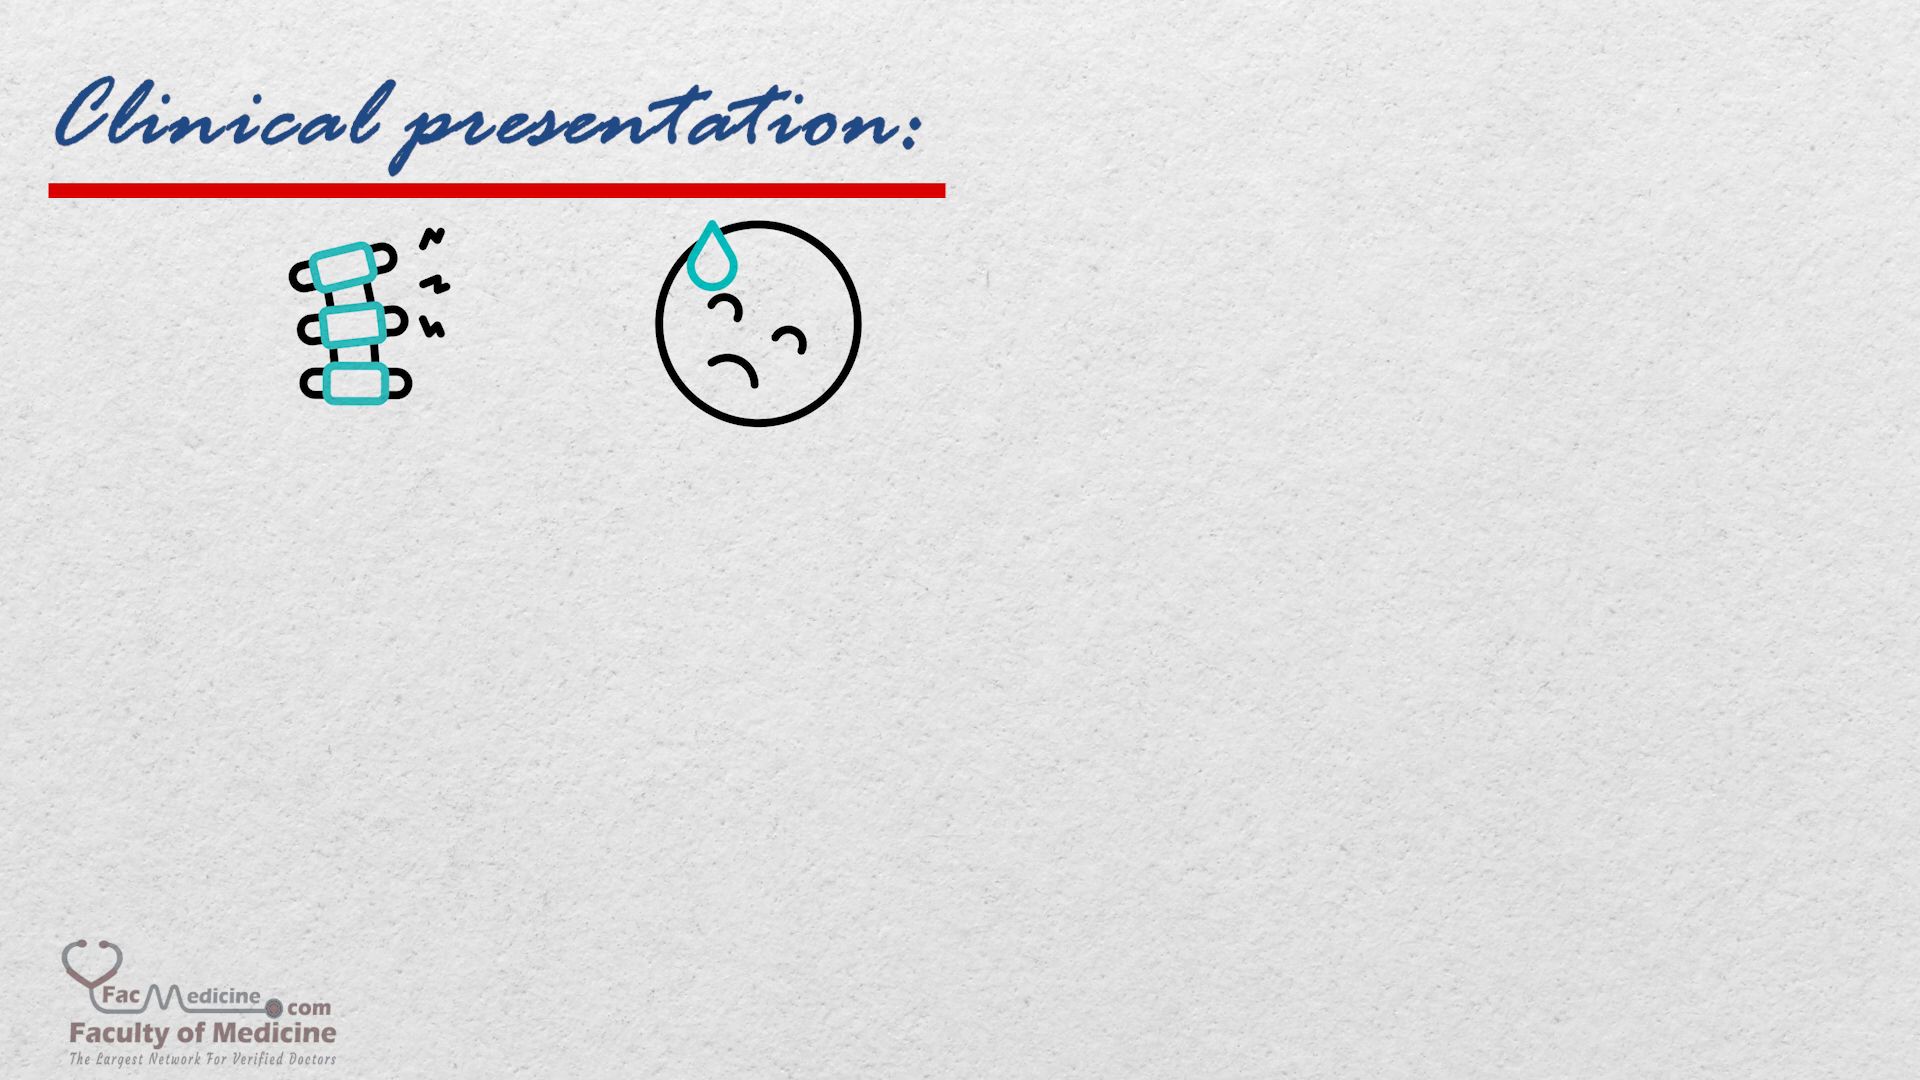 Clinical presentation:
FacMedicine.com
Faculty of Medicine
The Largest Network For Verified Doctors